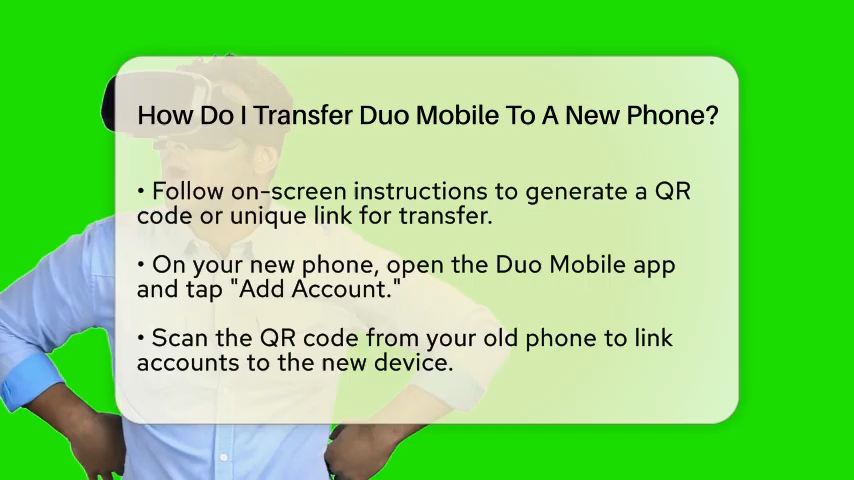 How Do I Transfer Duo Mobile To A New Phone?
• Follow on-screen instructions to generate a QR
code or unique link for transfer.
• On your new phone, open the Duo Mobile app
and tap "Add Account."
• Scan the QR code from your old phone to link
accounts to the new device.